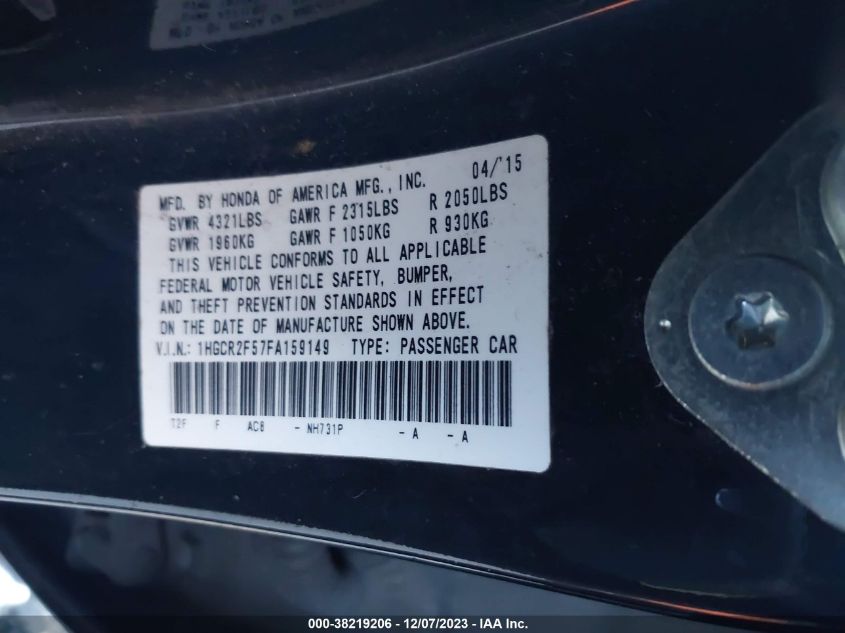 MFD. BY HONDA OF AMERICA MFG., INC. 04/'15
GVWR 4321LBS GAWR F 2315LBS R 2050LBS
GVWR 1960KG GAWR F 1050KG R 930KG
THIS VEHICLE CONFORMS TO ALL APPLICABLE
FEDERAL MOTOR VEHICLE SAFETY, BUMPER,
AND THEFT PREVENTION STANDARDS IN EFFECT
ON THE DATE OF MANUFACTURE SHOWN ABOVE.
V.I.N.: 1HGCR2F57FA159149 TYPE: PASSENGER CAR
T2F F AC8 - NH731P - A - A
000-38219206 - 12/07/2023 - IAA Inc.